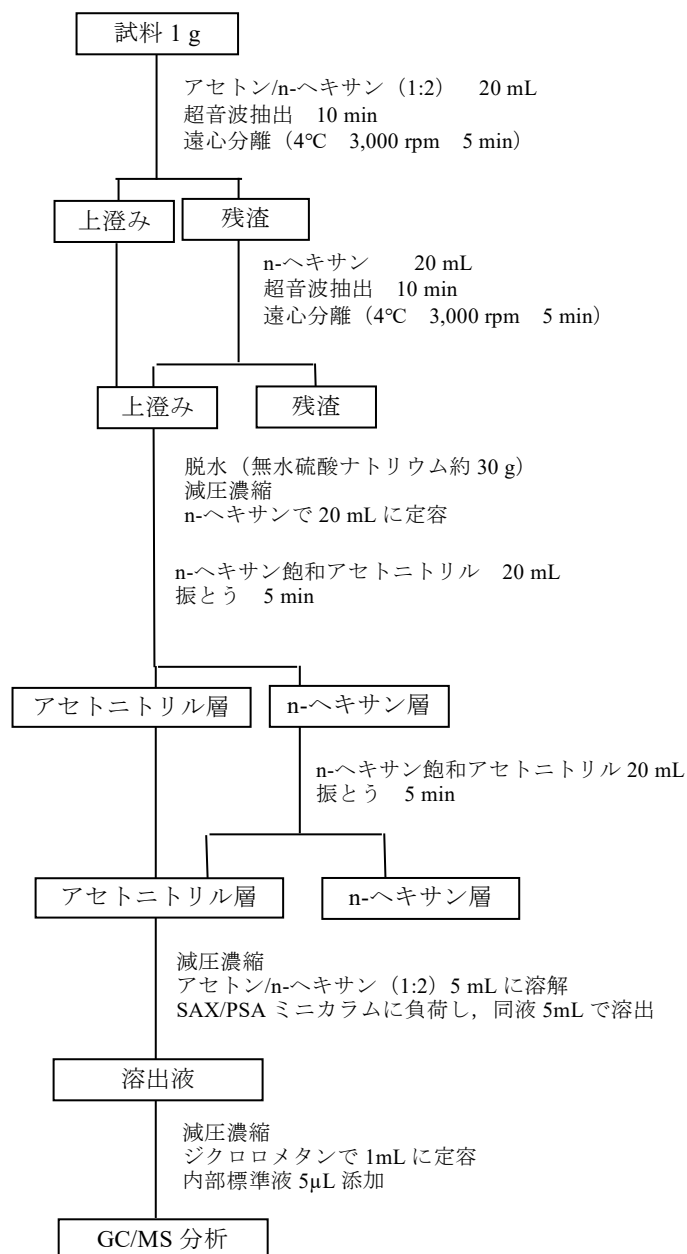 試料 1 g
アセトン/n-ヘキサン（1:2）　20 mL
超音波抽出　10 min
遠心分離（4℃　3,000 rpm　5 min）
上澄み
残渣
n-ヘキサン　　20 mL
超音波抽出　10 min
遠心分離（4℃　3,000 rpm　5 min）
上澄み
残渣
脱水（無水硫酸ナトリウム約 30 g）
減圧濃縮
n-ヘキサンで 20 mL に定容
n-ヘキサン飽和アセトニトリル　20 mL
振とう　5 min
アセトニトリル層
n-ヘキサン層
n-ヘキサン飽和アセトニトリル 20 mL
振とう　5 min
アセトニトリル層
n-ヘキサン層
減圧濃縮
アセトン/n-ヘキサン（1:2）5 mL に溶解
SAX/PSA ミニカラムに負荷し，同液 5mL で溶出
溶出液
減圧濃縮
ジクロロメタンで 1mL に定容
内部標準液 5µL 添加
GC/MS 分析